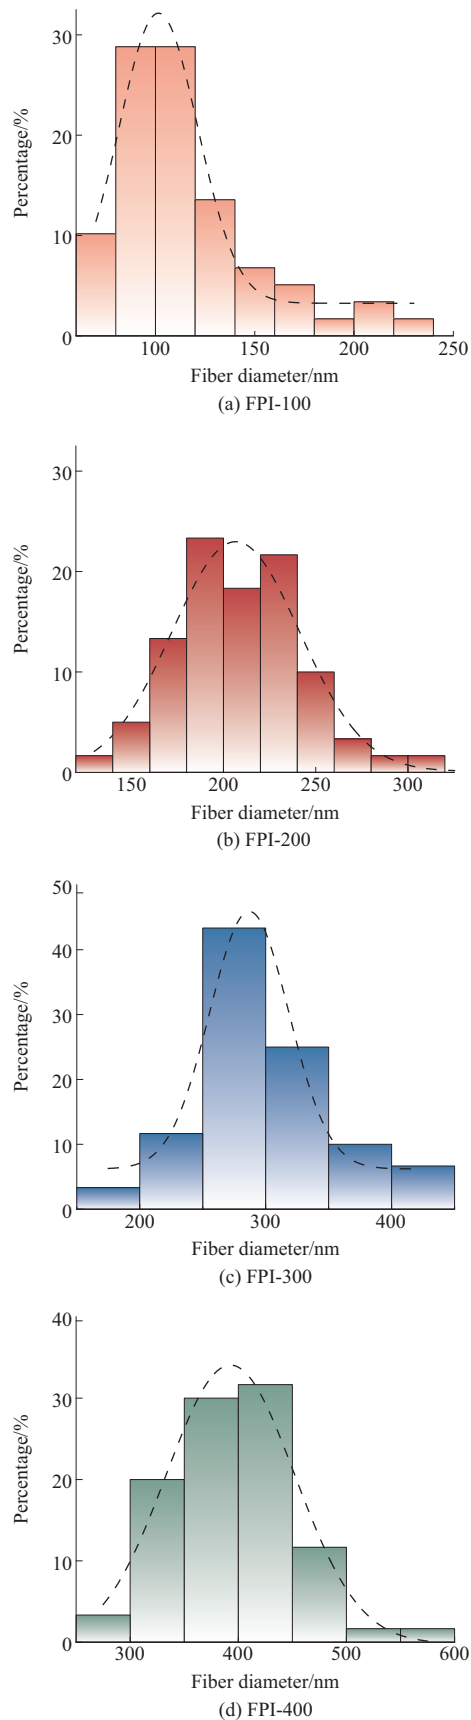 30
20
10
0
Percentage/%
100
150
200
250
Fiber diameter/nm
(a) FPI-100
30
20
10
0
Percentage/%
150
200
250
300
Fiber diameter/nm
(b) FPI-200
50
40
30
20
10
0
Percentage/%
200
300
400
Fiber diameter/nm
(c) FPI-300
40
30
20
10
0
Percentage/%
300
400
500
600
Fiber diameter/nm
(d) FPI-400